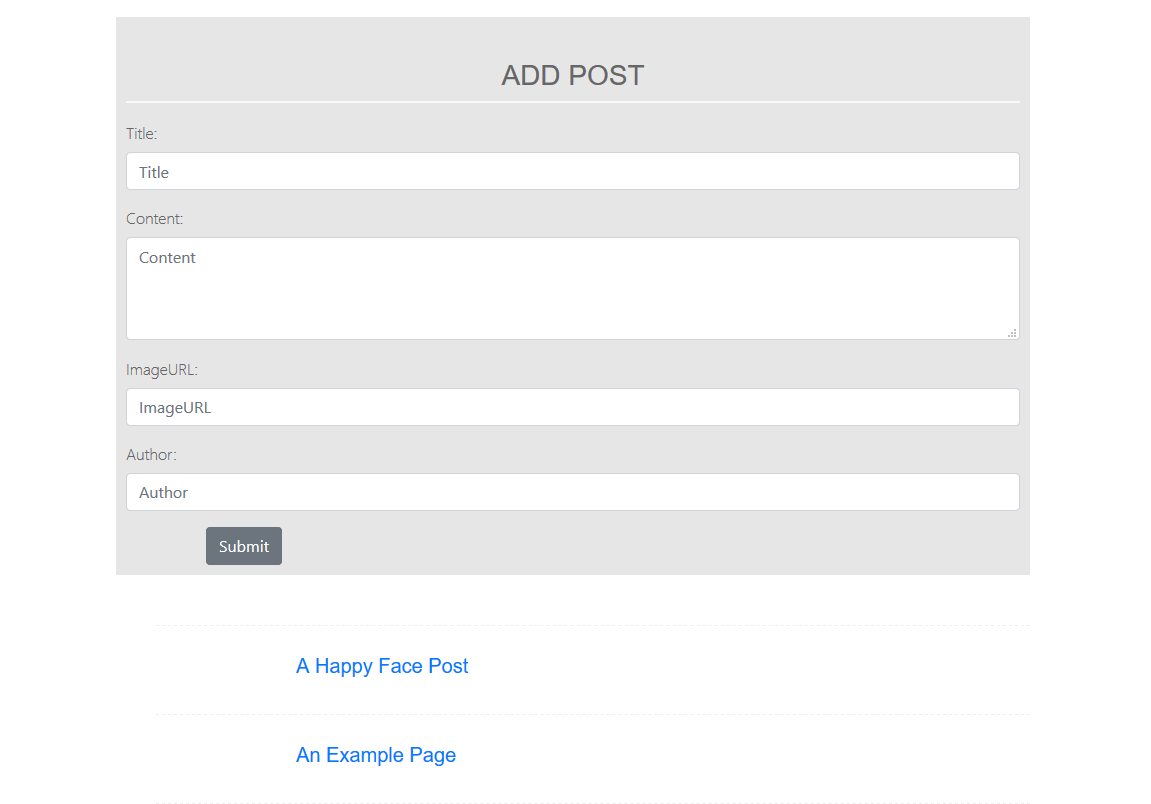 ADD POST
Title:
Title
Content:
Content
ImageURL:
ImageURL
Author:
Author
Submit
A Happy Face Post
An Example Page